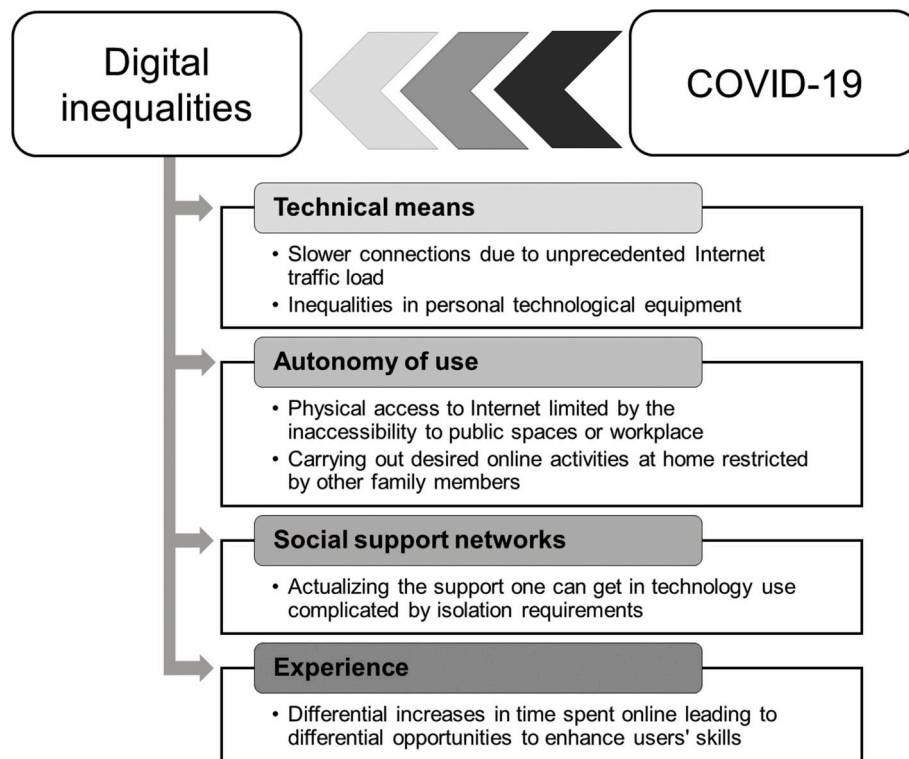 Digital
inequalities
COVID-19
Technical means
• Slower connections due to unprecedented Internet
traffic load
• Inequalities in personal technological equipment
Autonomy of use
• Physical access to Internet limited by the
inaccessibility to public spaces or workplace
• Carrying out desired online activities at home restricted
by other family members
Social support networks
• Actualizing the support one can get in technology use
complicated by isolation requirements
Experience
• Differential increases in time spent online leading to
differential opportunities to enhance users' skills